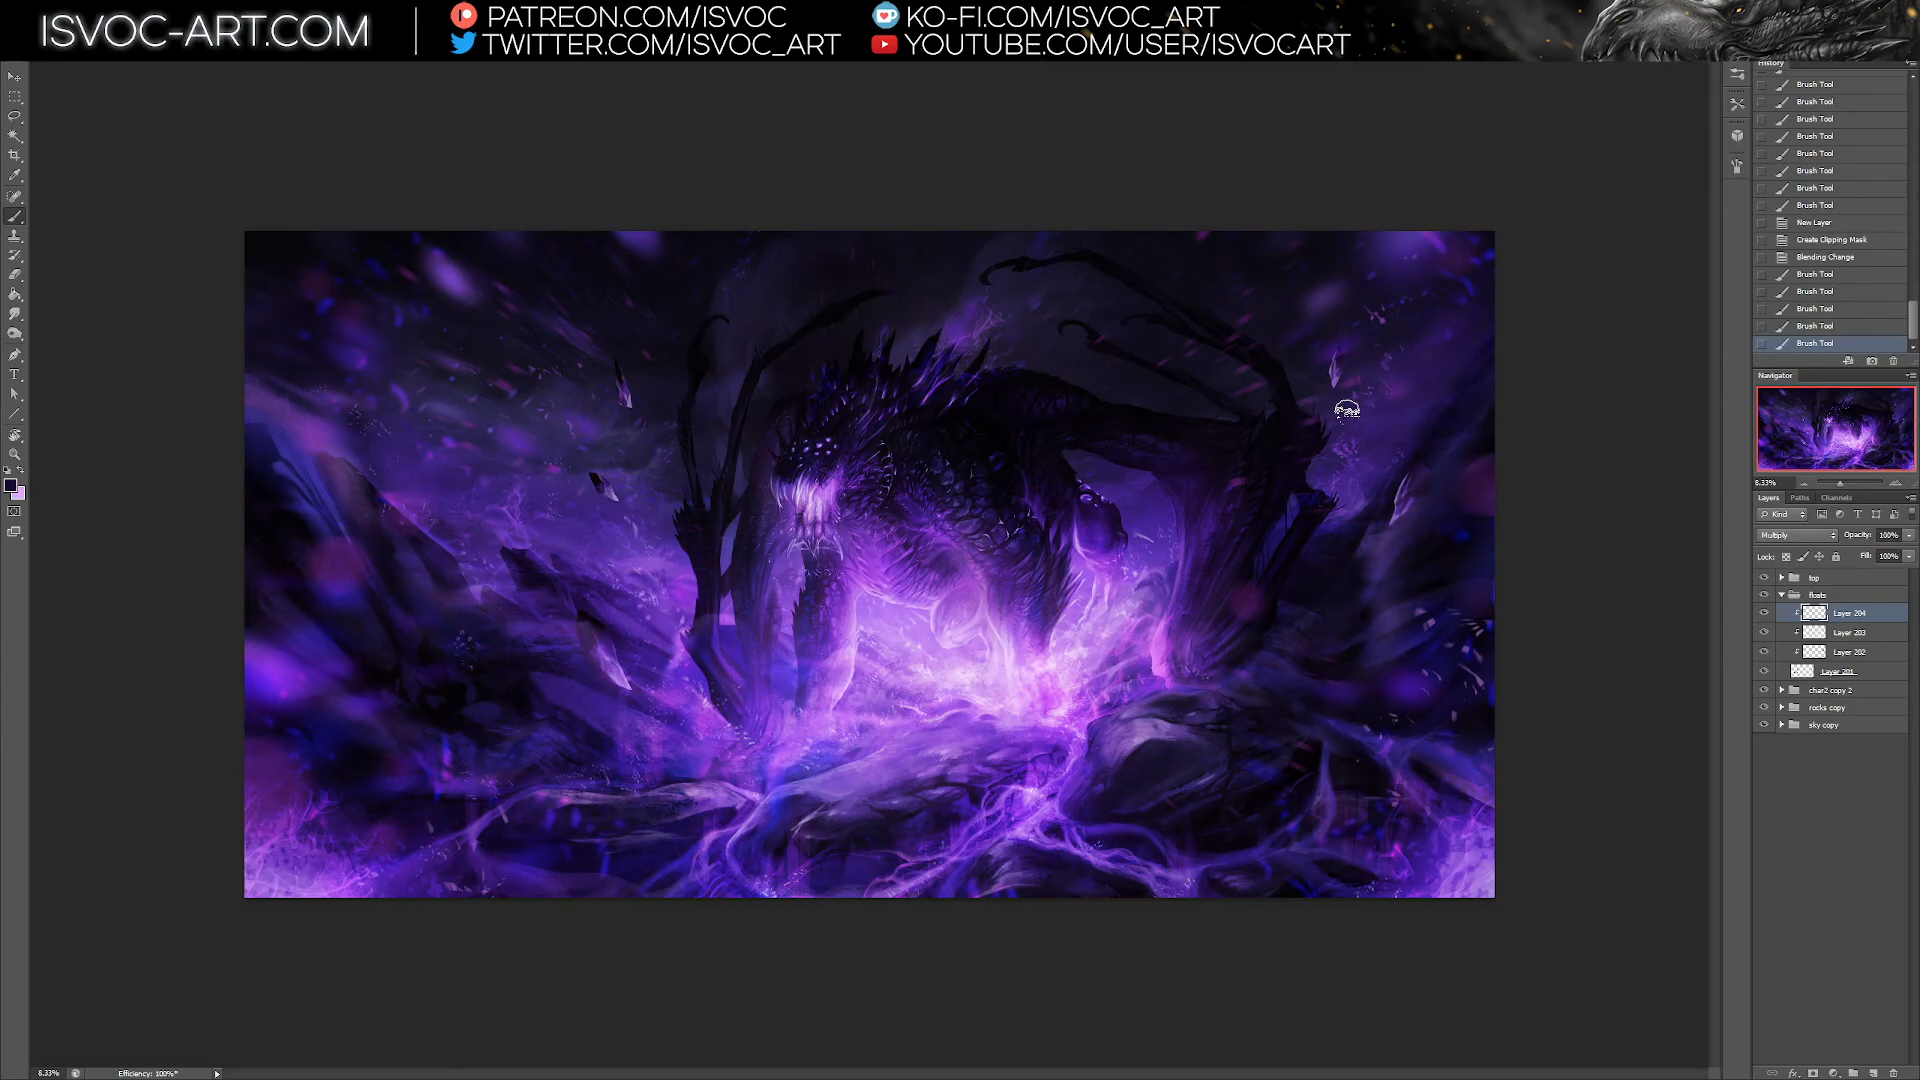 ISVOC-ART.COM
PATREON.COM/ISVOC
TWITTER.COM/ISVOC_ART
KO-FI.COM/ISVOC_ART
YOUTUBE.COM/USER/ISVOCART
History
Brush Tool
Brush Tool
Brush Tool
Brush Tool
Brush Tool
Brush Tool
Brush Tool
Brush Tool
New Layer
Create Clipping Mask
Blending Change
Brush Tool
Brush Tool
Brush Tool
Brush Tool
Brush Tool
Navigator
8.33%
Layers Paths Channels
Kind
Multiply Opacity: 100%
Lock: Fill: 100%
top
floats
Layer 204
Layer 203
Layer 202
Layer 201
char2 copy 2
rocks copy
sky copy
8.33% Efficiency: 100%*